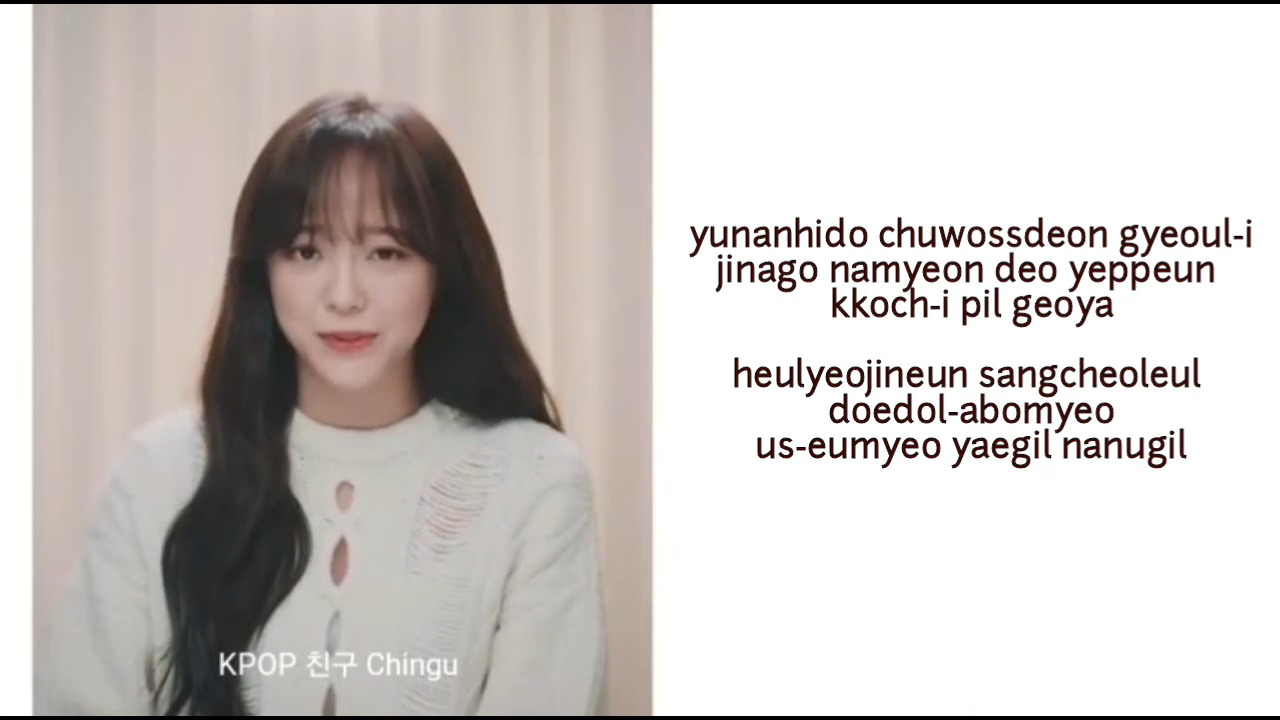 yunanhido chuwossdeon gyeoul-i
jinago namyeon deo yeppeun
kkoch-i pil geoya
heulyeojineun sangcheoleul
doedol-abomyeo
us-eumyeo yaegil nanugil
KPOP 친구 Chingu